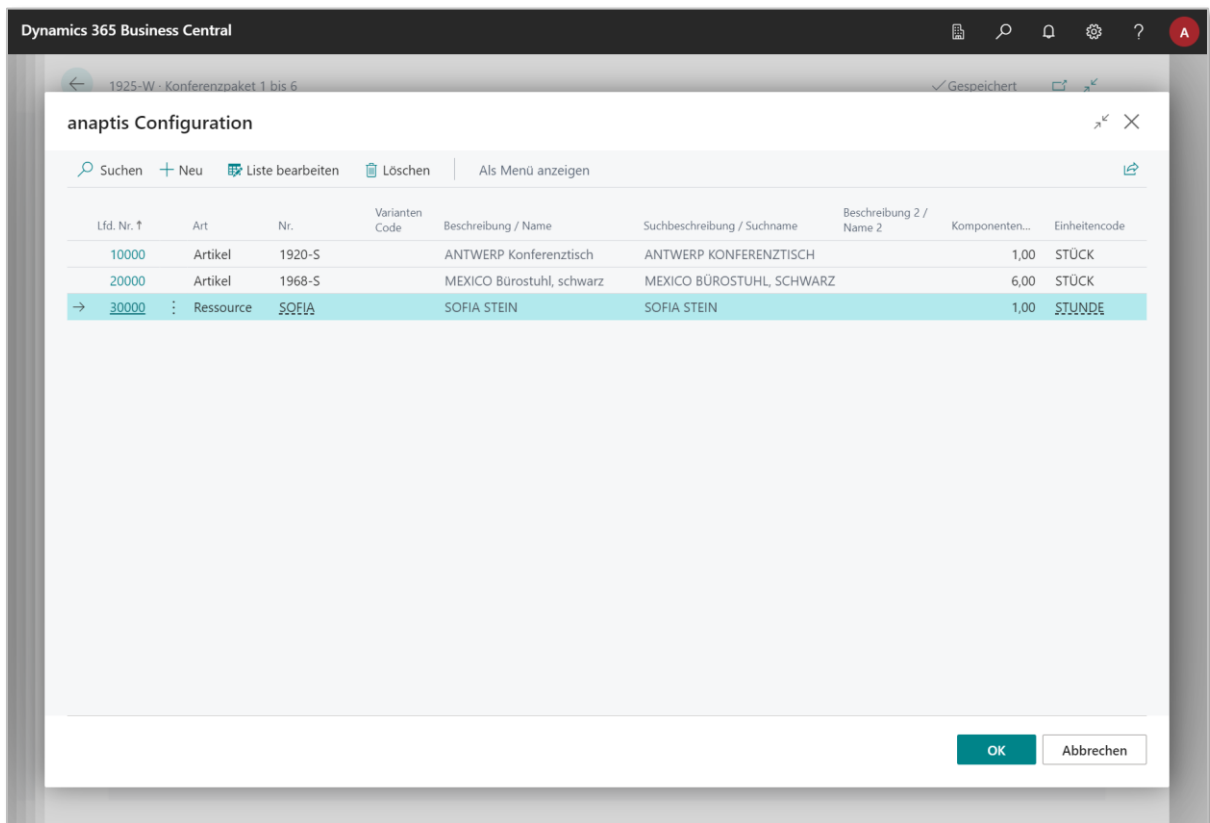 Dynamics 365 Business Central
?
A
1925-W · Konferenzpaket 1 bis 6
Gespeichert
anaptis Configuration
Suchen Neu Liste bearbeiten Löschen Als Menü anzeigen
Lfd. Nr. ↑ Art Nr. Varianten Code Beschreibung / Name Suchbeschreibung / Suchname Beschreibung 2 / Name 2 Komponenten... Einheitencode
10000 Artikel 1920-S ANTWERP Konferenztisch ANTWERP KONFERENZTISCH 1,00 STÜCK
20000 Artikel 1968-S MEXICO Bürostuhl, schwarz MEXICO BÜROSTUHL, SCHWARZ 6,00 STÜCK
30000 Ressource SOFIA SOFIA STEIN SOFIA STEIN 1,00 STUNDE
OK Abbrechen